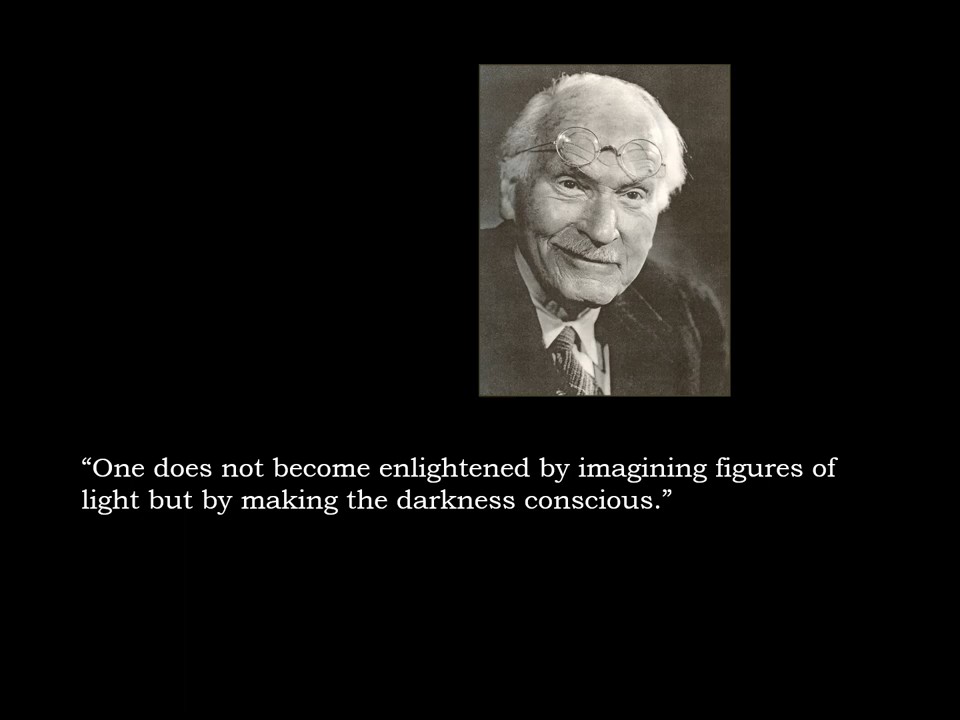 “One does not become enlightened by imagining figures of
light but by making the darkness conscious.”